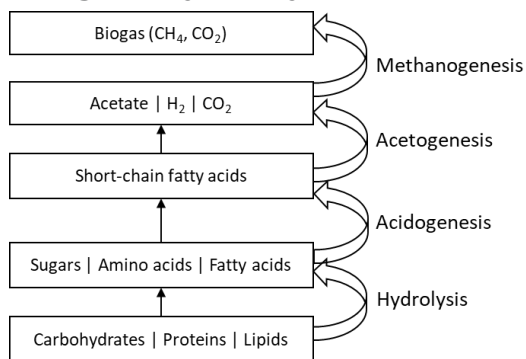 Biogas (CH₄, CO₂)
Methanogenesis
Acetate | H₂ | CO₂
Acetogenesis
Short-chain fatty acids
Acidogenesis
Sugars | Amino acids | Fatty acids
Hydrolysis
Carbohydrates | Proteins | Lipids